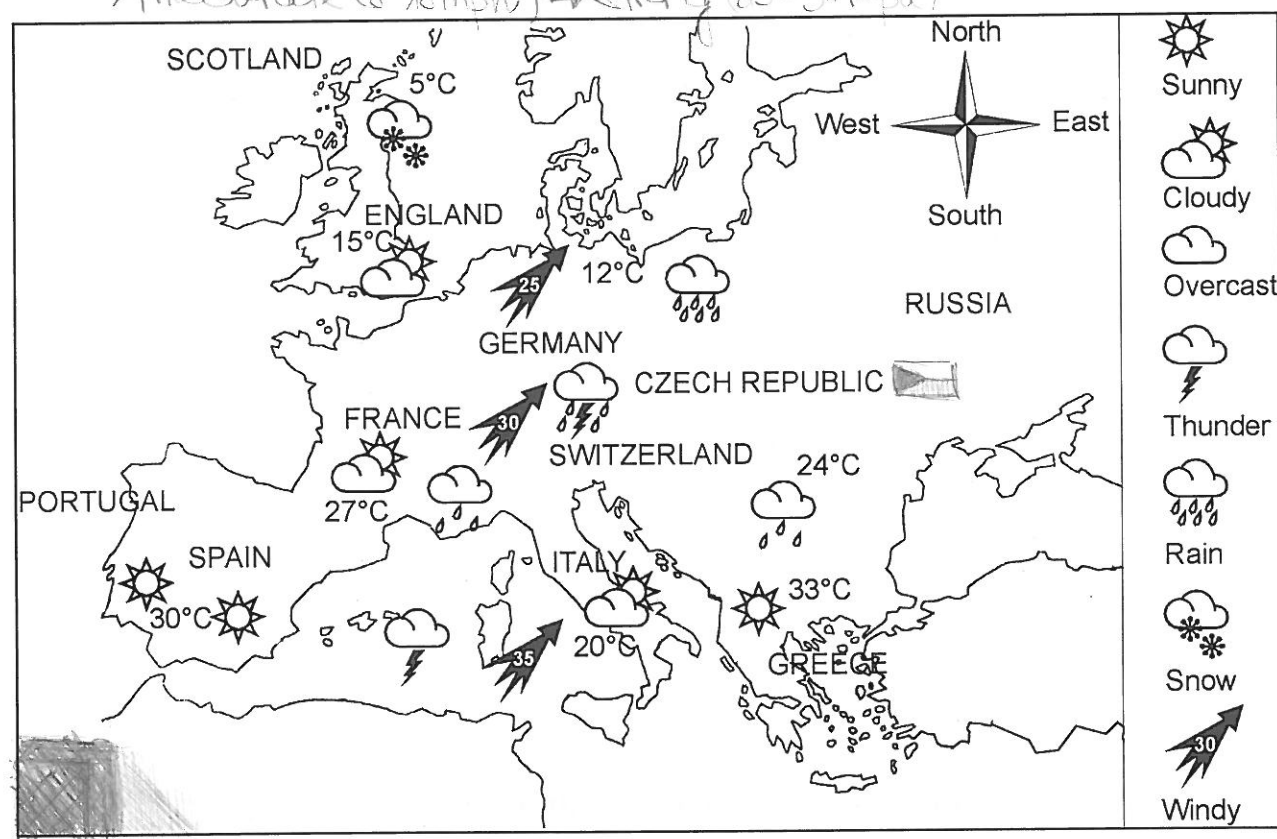 SCOTLAND
5°C
North
West
East
South
ENGLAND
15°C
25
12°C
RUSSIA
GERMANY
30
CZECH REPUBLIC
FRANCE
27°C
SWITZERLAND
24°C
PORTUGAL
SPAIN
30°C
ITALY
20°C
35
33°C
GREECE
Sunny
Cloudy
Overcast
Thunder
Rain
Snow
30
Windy